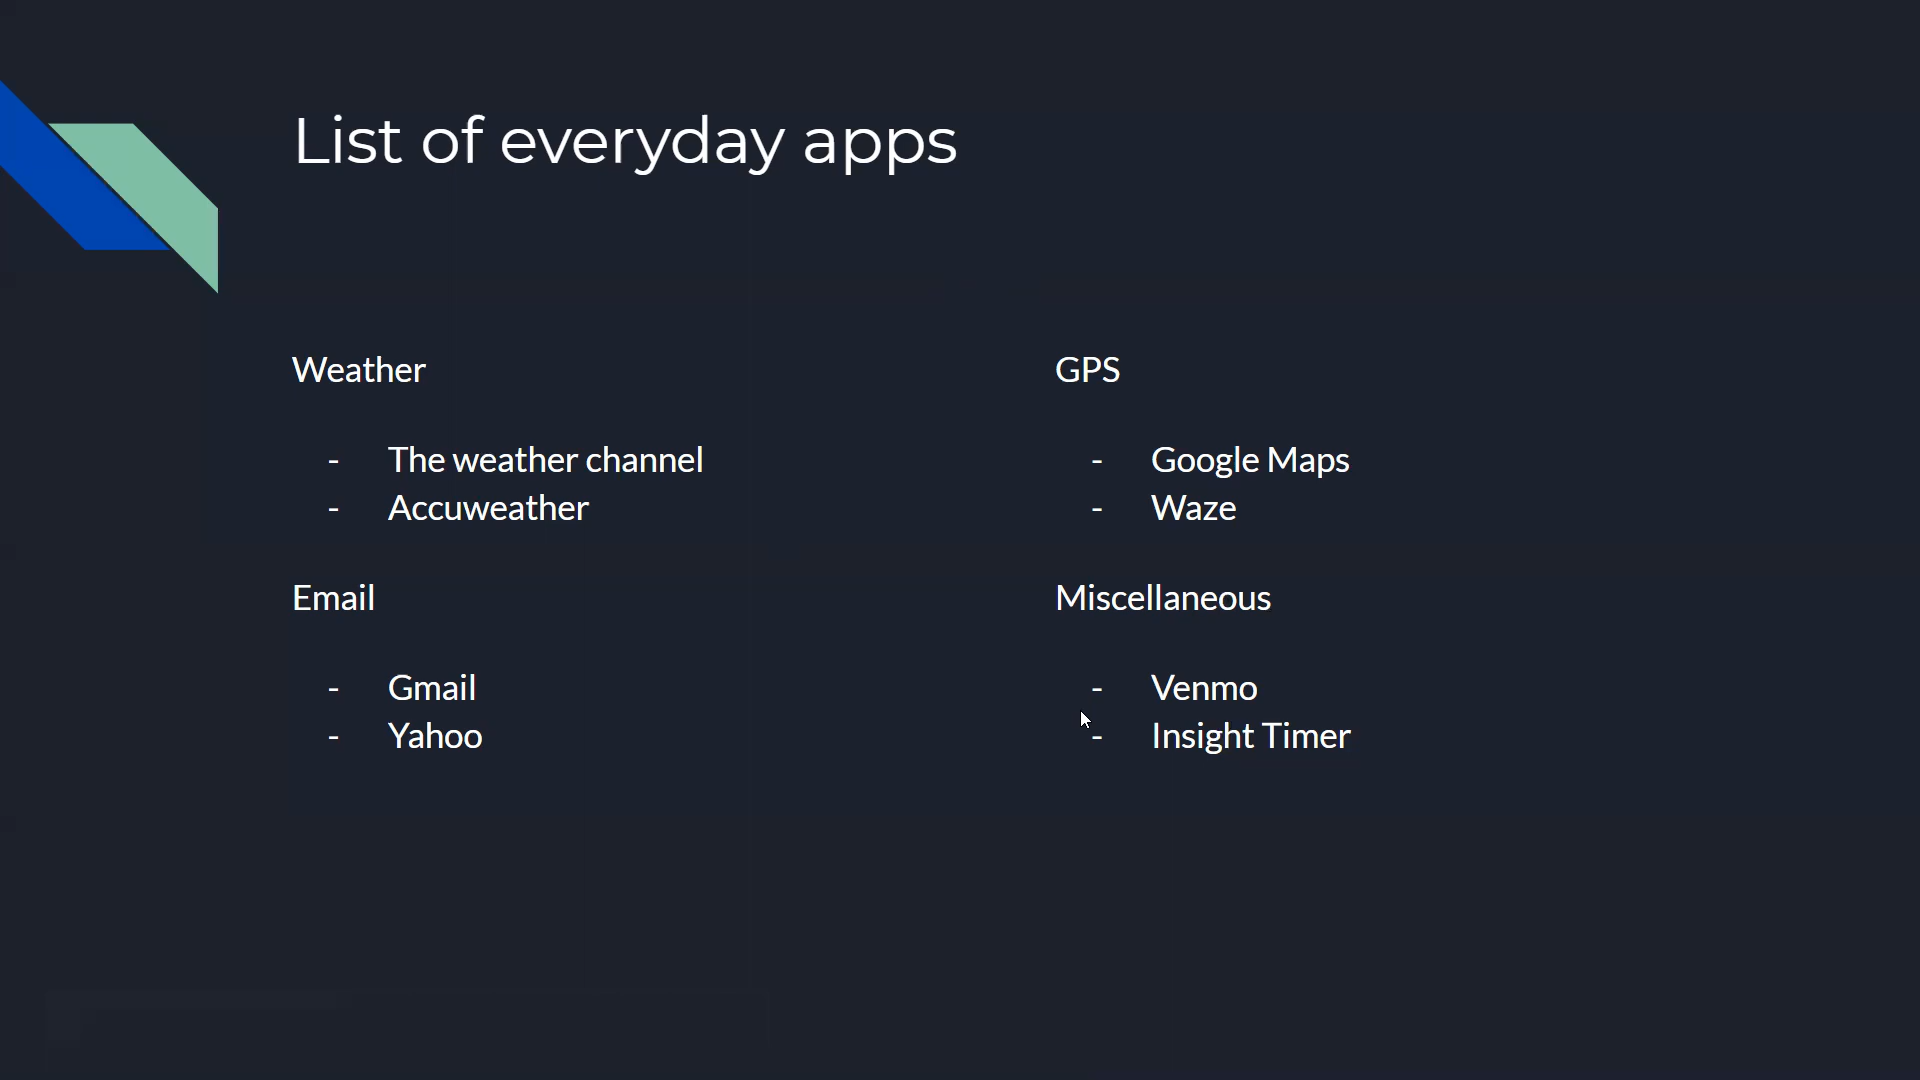 List of everyday apps
Weather
- The weather channel
- Accuweather
Email
- Gmail
- Yahoo
GPS
- Google Maps
- Waze
Miscellaneous
- Venmo
- Insight Timer